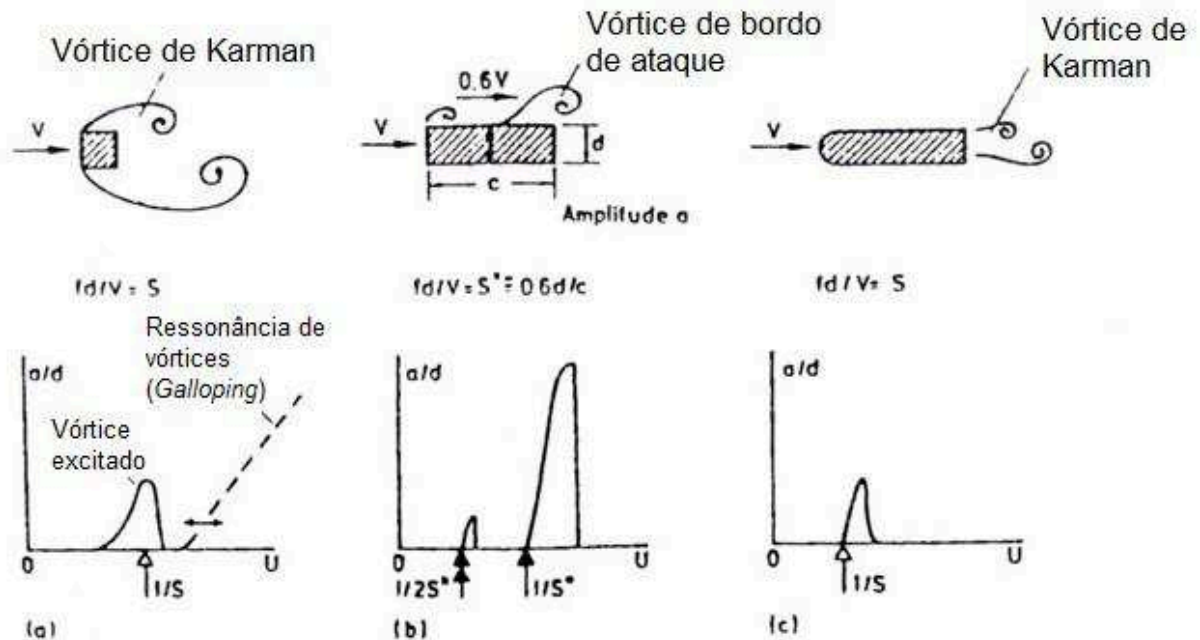 Vórtice de Karman
Vórtice de bordo
de ataque
Vórtice de
Karman
V
0.6V
V
d
c
Amplitude a
V
fd/V = S
fd/V = S* ≡ 0.6d/c
fd/V = S
a/d
Ressonância de
vórtices
(Galloping)
Vórtice
excitado
0
U
1/S
(a)
a/d
0
U
1/2S*
1/S*
(b)
a/d
0
U
1/S
(c)